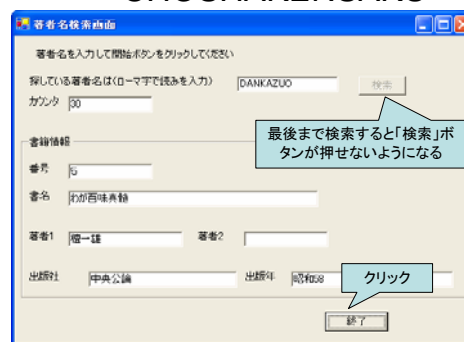 著者名検索画面
著者名を入力して開始ボタンをクリックしてください
探している著者名は(ローマ字で読みを入力)
DANKAZUO
検索
カウンタ
30
最後まで検索すると「検索」ボ
タンが押せないようになる
書籍情報
番号
5
書名
わが百味真髄
著者1
檀一雄
著者2
出版社
中央公論
出版年
昭和58
クリック
終了